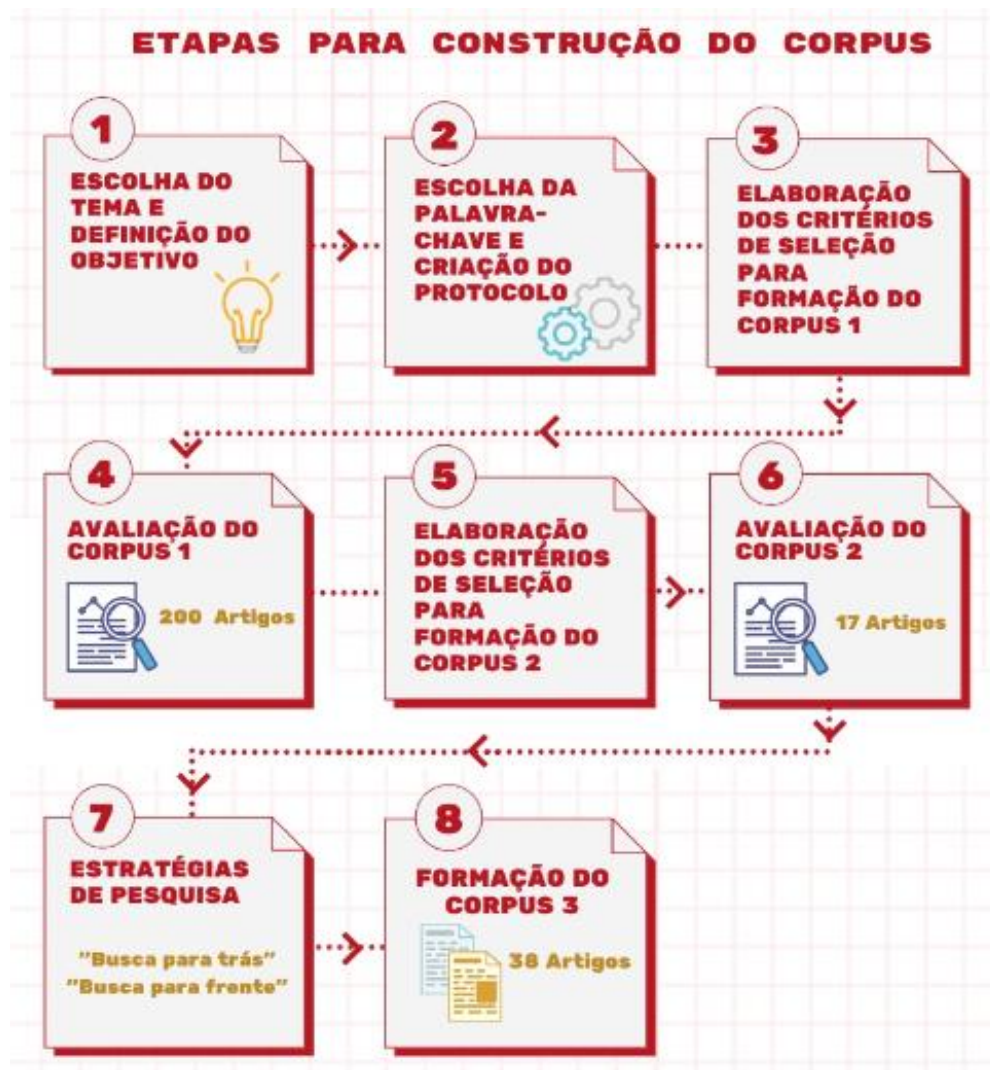 ETAPAS PARA CONSTRUÇÃO DO CORPUS
1
ESCOLHA DO
TEMA E
DEFINIÇÃO DO
OBJETIVO
2
ESCOLHA DA
PALAVRA-
CHAVE E
CRIAÇÃO DO
PROTOCOLO
3
ELABORAÇÃO
DOS CRITÉRIOS
DE SELEÇÃO
PARA
FORMAÇÃO DO
CORPUS 1
4
AVALIAÇÃO DO
CORPUS 1
200 Artigos
5
ELABORAÇÃO
DOS CRITÉRIOS
DE SELEÇÃO
PARA
FORMAÇÃO DO
CORPUS 2
6
AVALIAÇÃO DO
CORPUS 2
17 Artigos
7
ESTRATÉGIAS
DE PESQUISA
"Busca para trás"
"Busca para frente"
8
FORMAÇÃO DO
CORPUS 3
38 Artigos